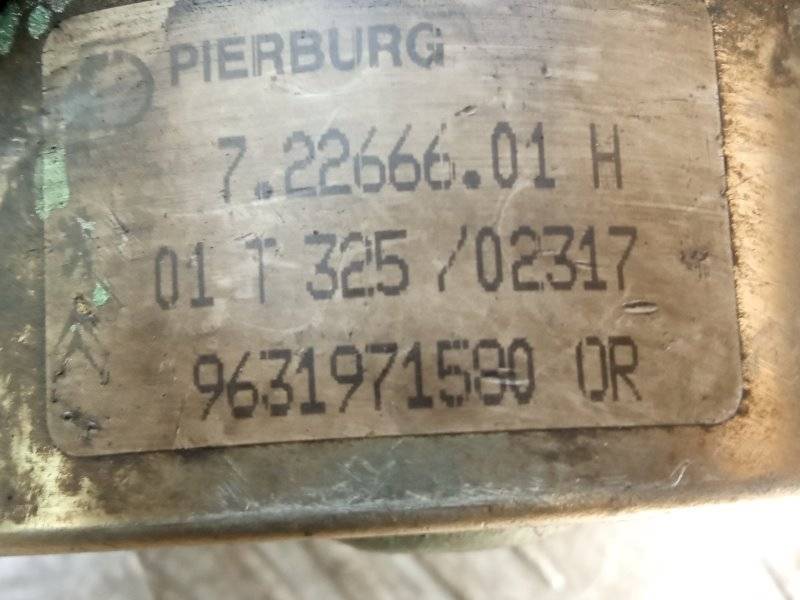 PIERBURG
7.22666.01 H
01 T 325 /02317
9631971580 OR